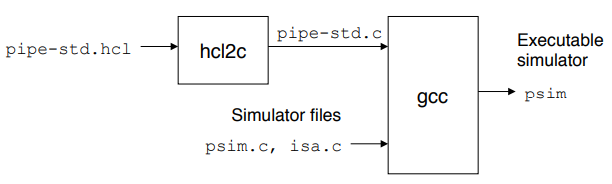 pipe-std.hcl
hcl2c
pipe-std.c
Simulator files
psim.c, isa.c
gcc
Executable
simulator
psim